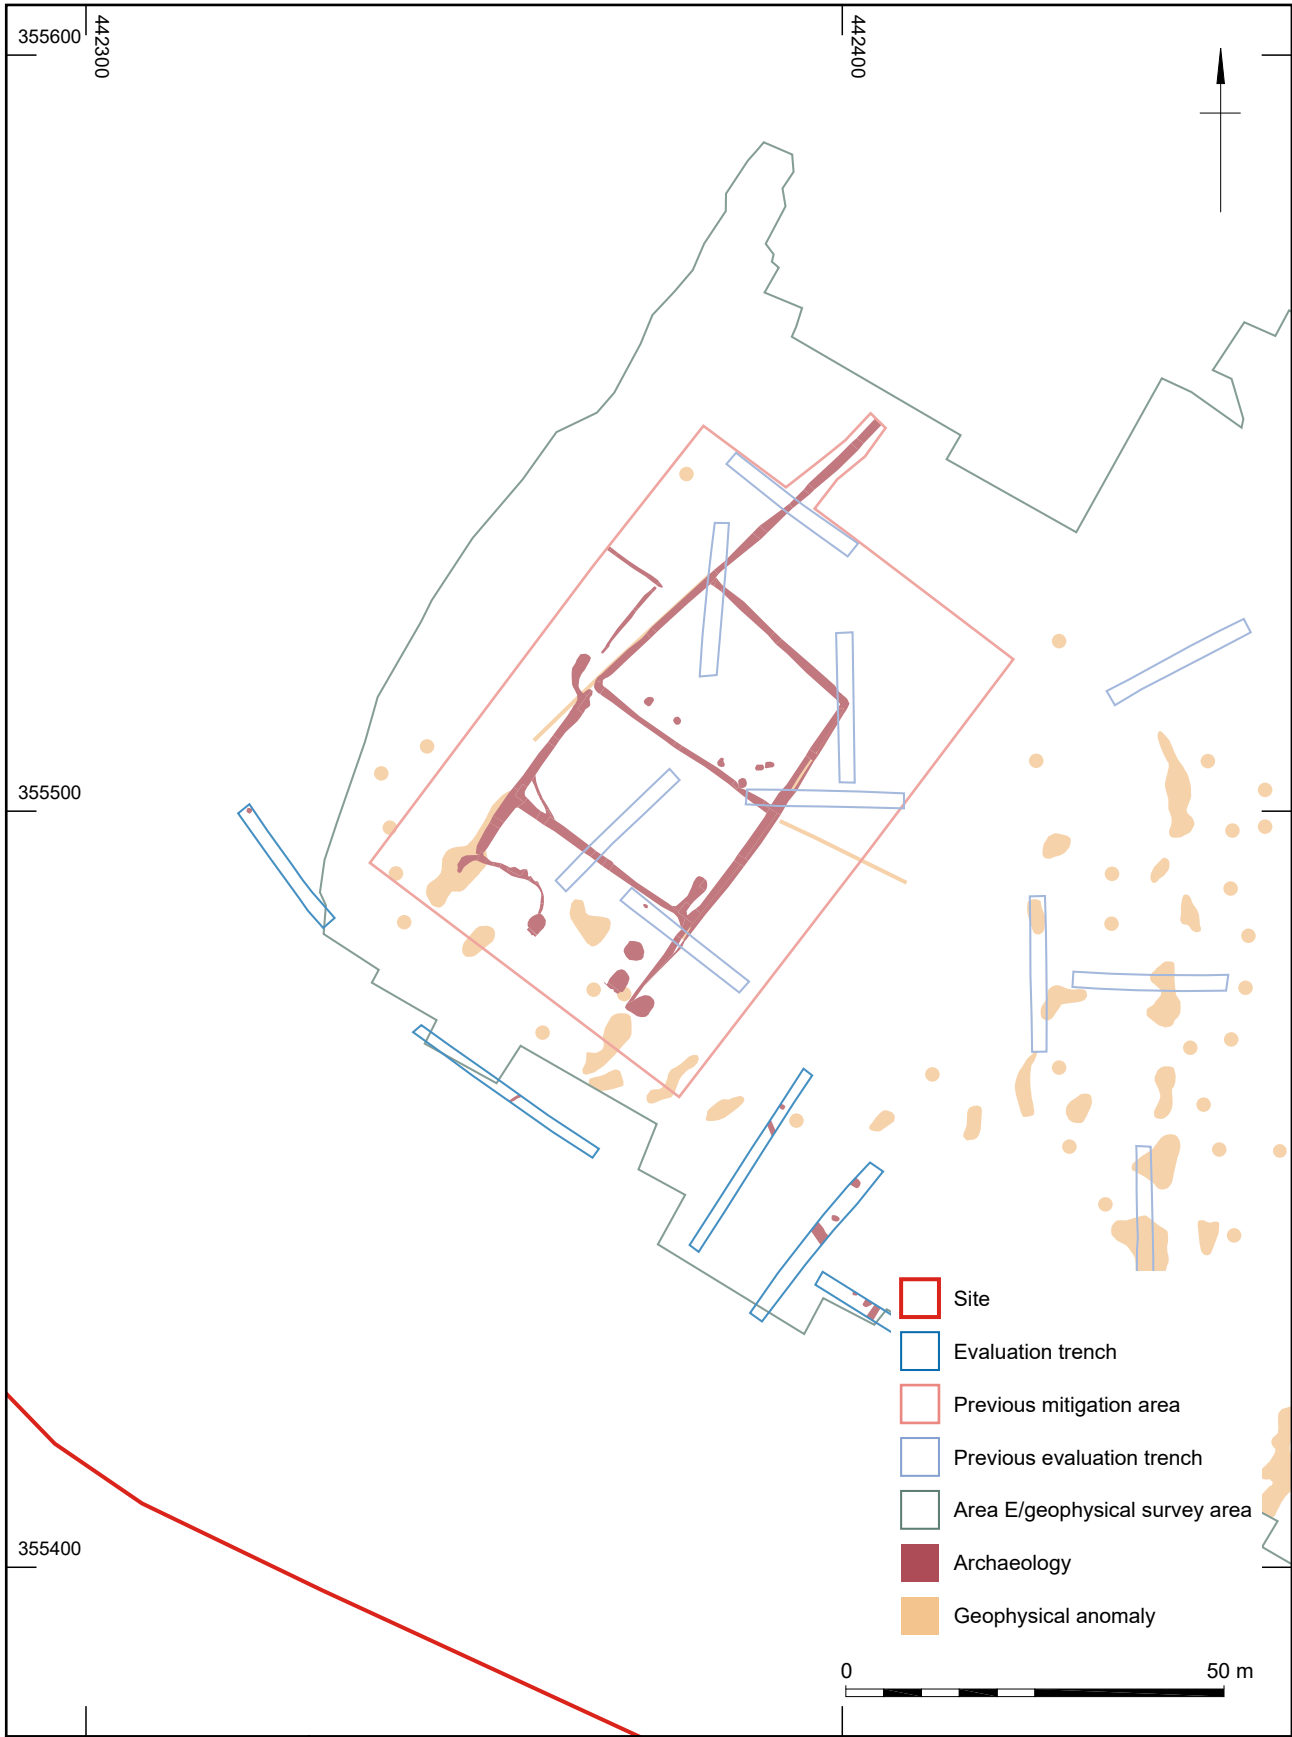 442300
442400
355600
355500
355400
Site
Evaluation trench
Previous mitigation area
Previous evaluation trench
Area E/geophysical survey area
Archaeology
Geophysical anomaly
0
50 m